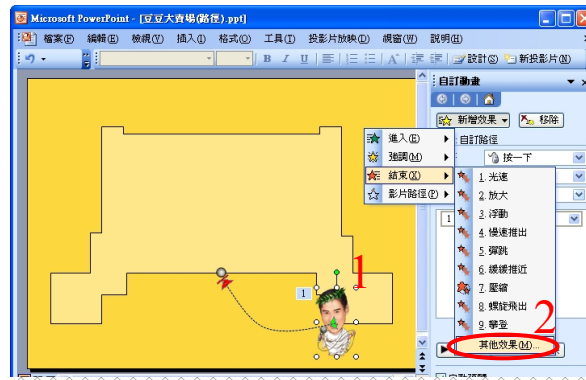 Microsoft PowerPoint - [豆豆大賣場(路徑).ppt]
檔案(F) 編輯(E) 檢視(V) 插入(I) 格式(O) 工具(T) 投影片放映(D) 視窗(W) 說明(H)
B I U 設計(S) 新投影片(N)
自訂動畫
新增效果 移除
自訂路徑
按一下
進入(E)
強調(M)
結束(X)
影片路徑(P)
1. 光速
2. 放大
3. 浮動
4. 慢速推出
5. 彈跳
6. 緩緩推近
7. 壓縮
8. 螺旋飛出
9. 攀登
其他效果(M)...
1
1
1
2